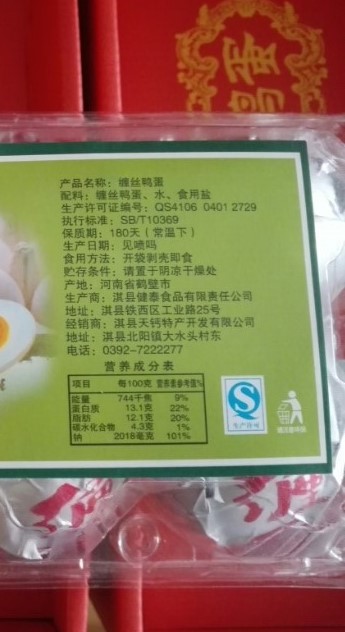 鸭蛋
产品名称：缠丝鸭蛋
配料：缠丝鸭蛋、水、食用盐
生产许可证编号：QS4106 0401 2729
执行标准：SB/T10369
保质期：180天（常温下）
生产日期：见喷码
食用方法：开袋剥壳即食
贮存条件：请置于阴凉干燥处
产地：河南省鹤壁市
生产商：淇县健泰食品有限责任公司
地址：淇县铁西区工业路25号
经销商：淇县天钙特产开发有限公司
地址：淇县北阳镇大水头村东
电话：0392-7222277
营养成分表
项目 每100克 营养素参考值%
能量 744千焦 9%
蛋白质 13.1克 22%
脂肪 12.1克 20%
碳水化合物 4.3克 1%
钠 2018毫克 101%
生产许可